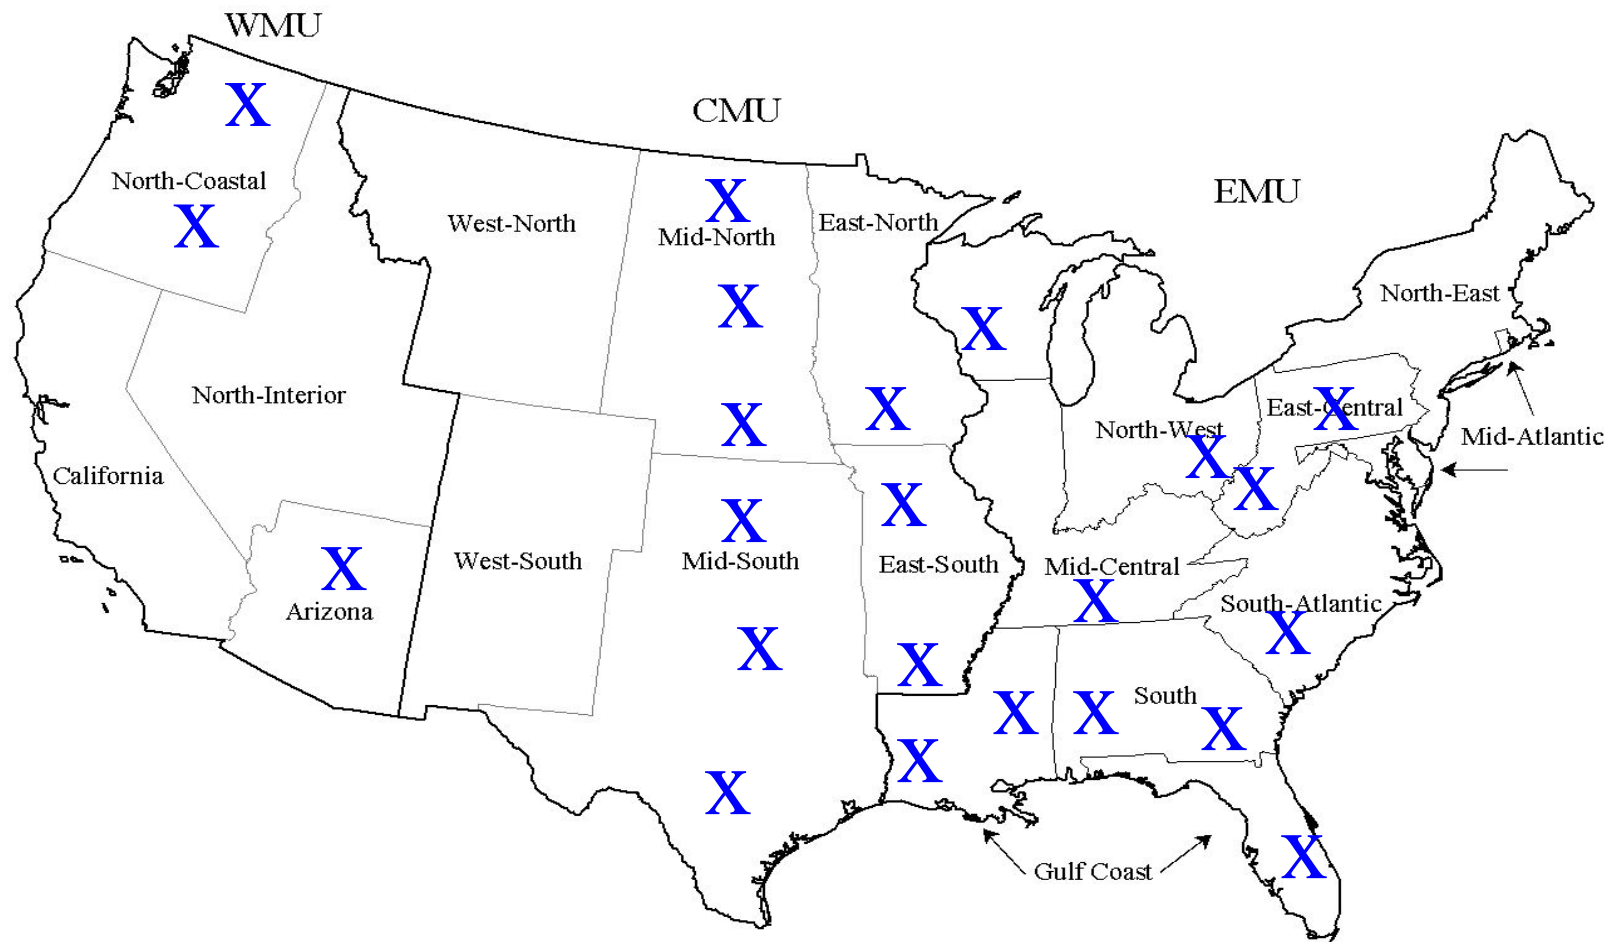 WMU
CMU
EMU
X
North-Coastal
X
West-North
X
Mid-North
East-North
X
X
North-East
North-Interior
X
X
East-Central
X
North-West
Mid-Atlantic
X
California
X
X
X
X
West-South
Mid-South
East-South
Mid-Central
X
Arizona
X
South-Atlantic
X
X
X
South
X
X
X
X
X
X
Gulf Coast